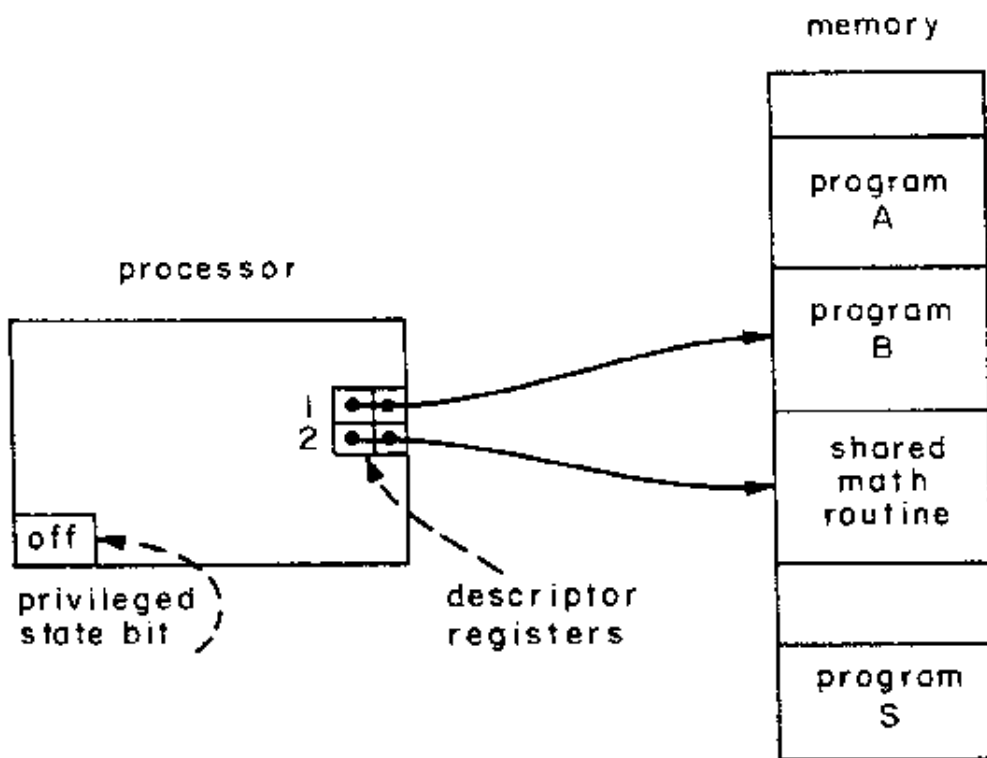 memory
program
A
processor
program
B
1
2
shared
math
routine
off
privileged
state bit
descriptor
registers
program
S